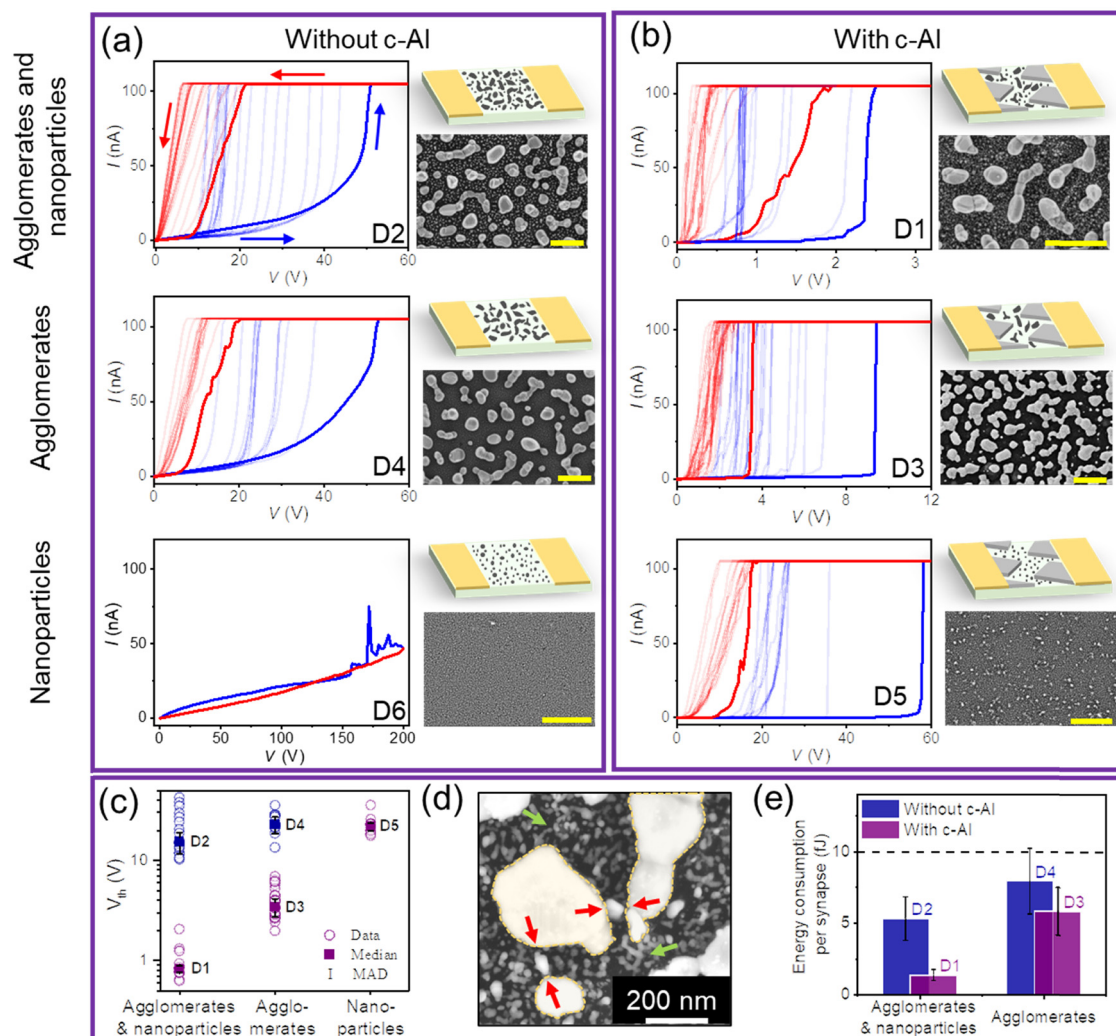 (a)
Without c-Al
Agglomerates and
nanoparticles
100
50
0
I (nA)
0
20
40
60
V (V)
D2
Agglomerates
100
50
0
I (nA)
0
20
40
60
V (V)
D4
Nanoparticles
100
50
0
I (nA)
0
50
100
150
200
V (V)
D6
(b)
With c-Al
100
50
0
I (nA)
0
1
2
3
V (V)
D1
100
50
0
I (nA)
0
4
8
12
V (V)
D3
100
50
0
I (nA)
0
20
40
60
V (V)
D5
(c)
Vth (V)
10
1
D2
D1
D4
D3
D5
Data
Median
I MAD
Agglomerates
& nanoparticles
Agglo-
merates
Nano-
particles
(d)
200 nm
(e)
Energy consumption
per synapse (fJ)
10
5
0
Without c-Al
With c-Al
D2
D1
D4
D3
Agglomerates
& nanoparticles
Agglomerates